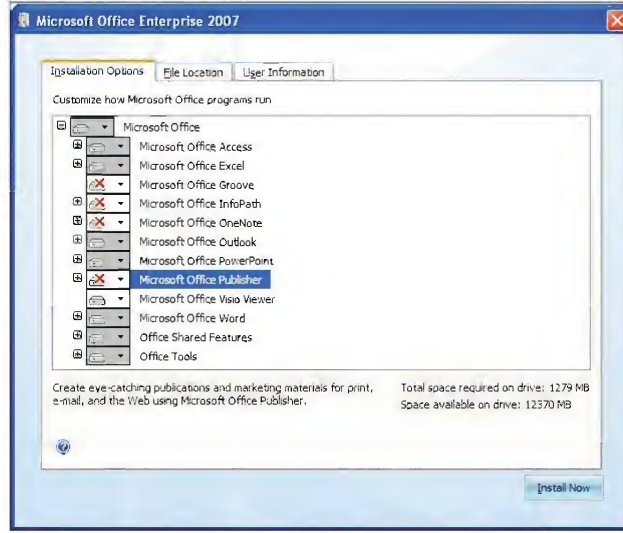 Microsoft Office Enterprise 2007
Installation Options File Location User Information
Customize how Microsoft Office programs run
Microsoft Office
Microsoft Office Access
Microsoft Office Excel
Microsoft Office Groove
Microsoft Office InfoPath
Microsoft Office OneNote
Microsoft Office Outlook
Microsoft Office PowerPoint
Microsoft Office Publisher
Microsoft Office Visio Viewer
Microsoft Office Word
Office Shared Features
Office Tools
Create eye-catching publications and marketing materials for print,
e-mail, and the Web using Microsoft Office Publisher.
Total space required on drive: 1279 MB
Space available on drive: 12370 MB
Install Now